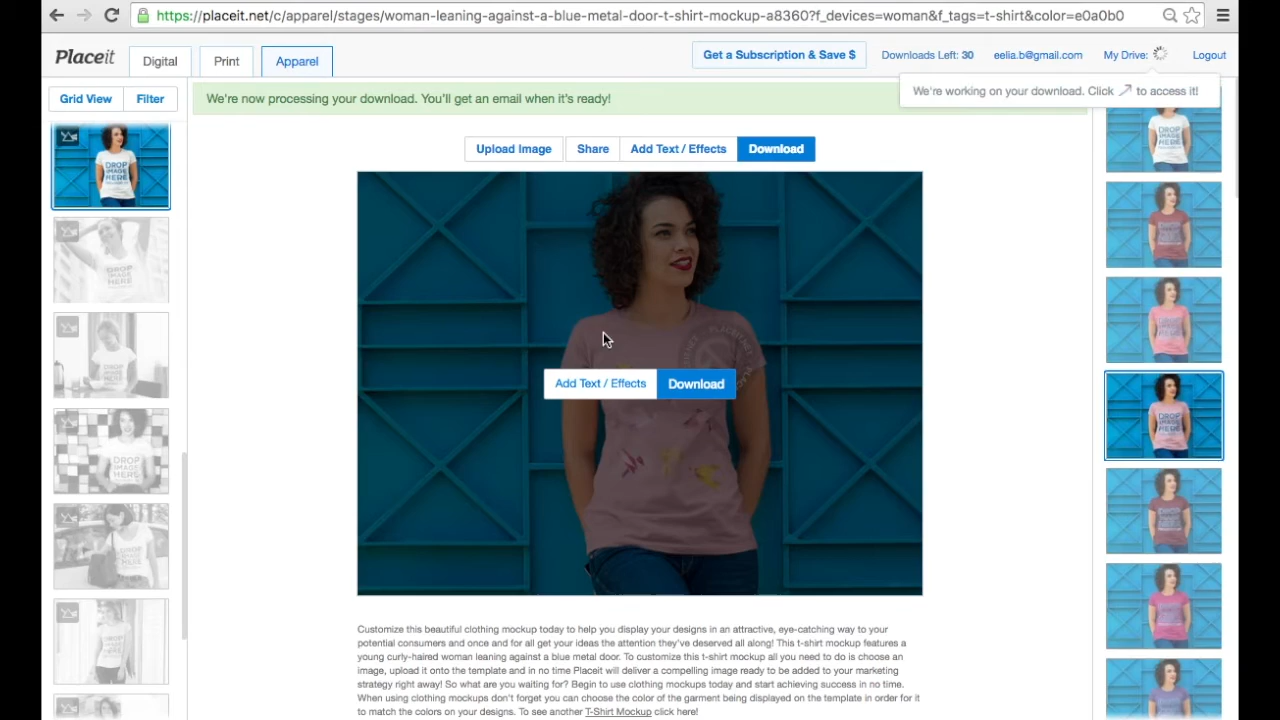 https://placeit.net/c/apparel/stages/woman-leaning-against-a-blue-metal-door-t-shirt-mockup-a8360?f_devices=woman&f_tags=t-shirt&color=e0a0b0
Placeit
Digital
Print
Apparel
Get a Subscription & Save $
Downloads Left: 30
eelia.b@gmail.com
My Drive:
Logout
We're working on your download. Click ↗ to access it!
Grid View
Filter
We're now processing your download. You'll get an email when it's ready!
Upload Image
Share
Add Text / Effects
Download
DROP
IMAGE
HERE
Add Text / Effects
Download
Customize this beautiful clothing mockup today to help you display your designs in an attractive, eye-catching way to your
potential consumers and once and for all get your ideas the attention they've deserved all along! This t-shirt mockup features a
young curly-haired woman leaning against a blue metal door. To customize this t-shirt mockup all you need to do is choose an
image, upload it onto the template and in no time Placeit will deliver a compelling image ready to be added to your marketing
strategy right away! So what are you waiting for? Begin to use clothing mockups today and start achieving success in no time.
When using clothing mockups don't forget you can choose the color of the garment being displayed on the template in order for it
to match the colors on your designs. To see another T-Shirt Mockup click here!